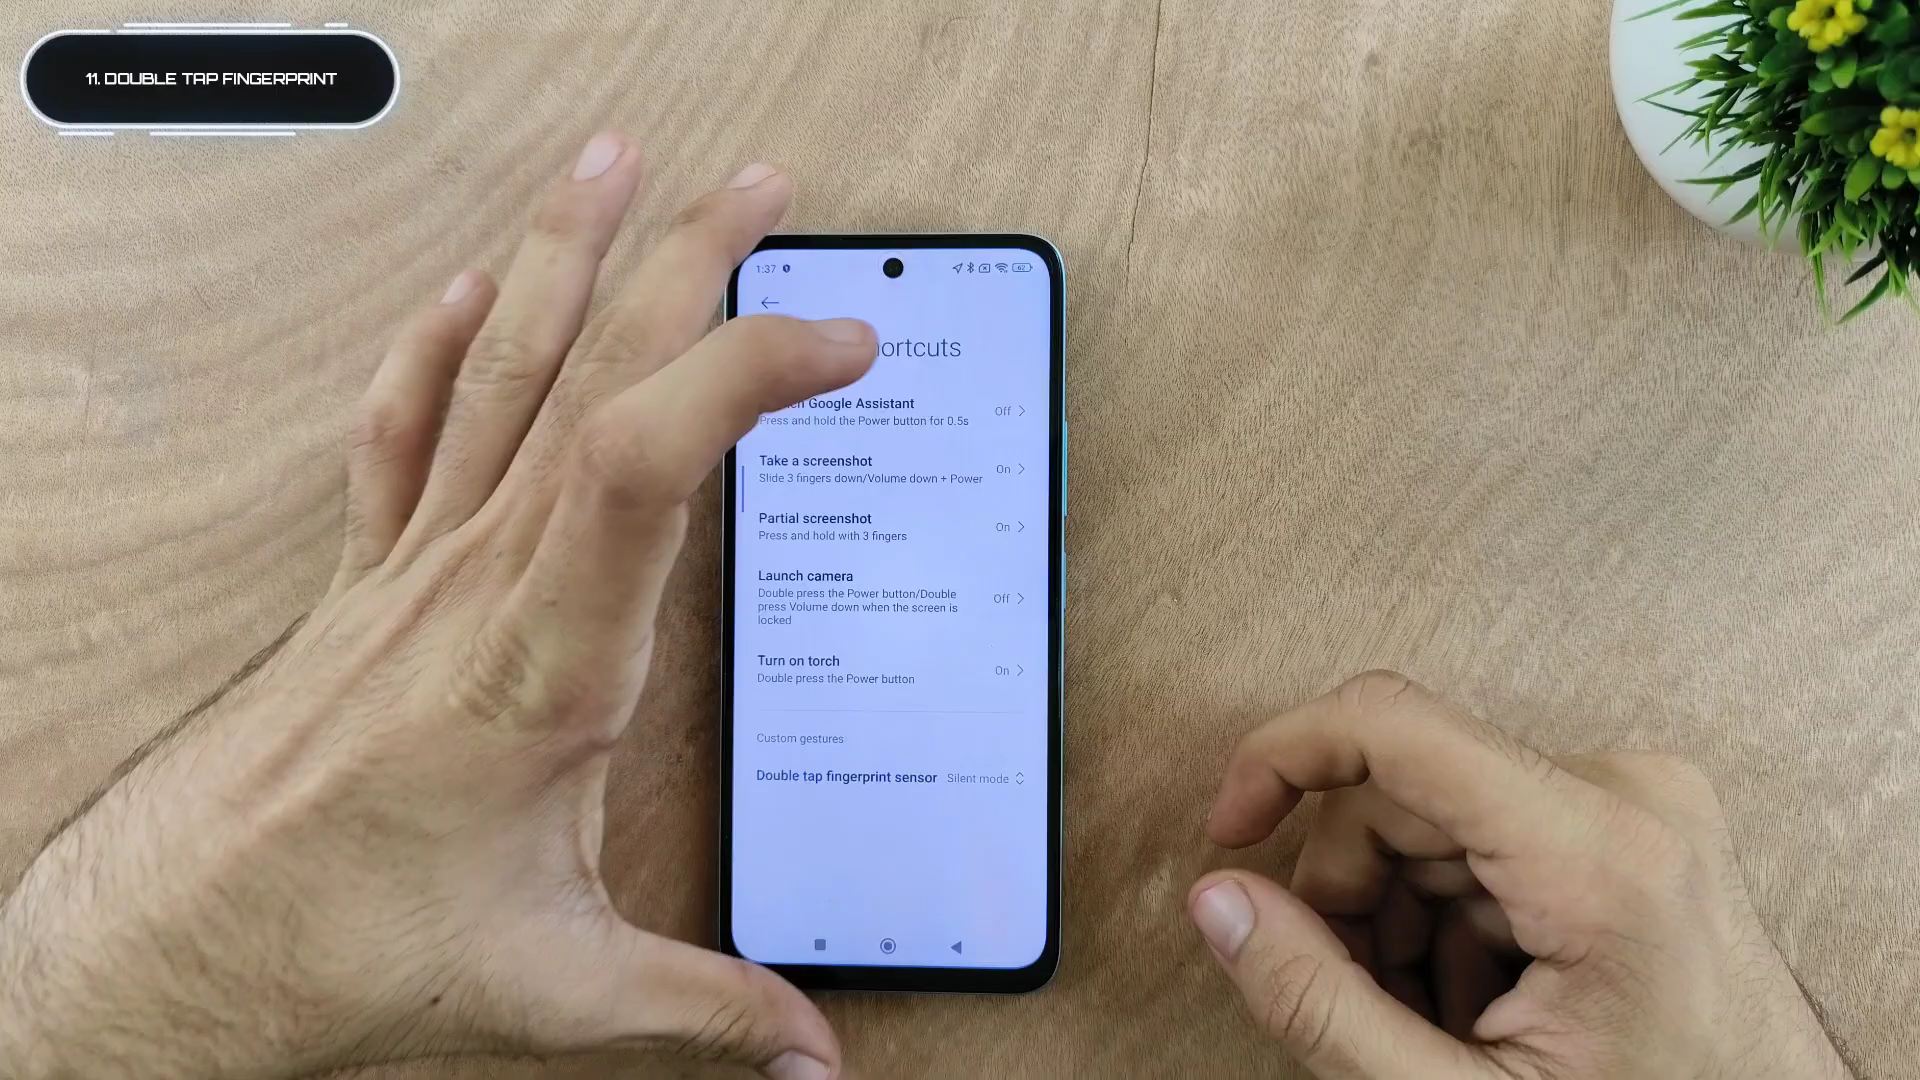 11. DOUBLE TAP FINGERPRINT
1:37
62
ortcuts
Google Assistant
Press and hold the Power button for 0.5s
Off
Take a screenshot
Slide 3 fingers down/Volume down + Power
On
Partial screenshot
Press and hold with 3 fingers
On
Launch camera
Double press the Power button/Double
press Volume down when the screen is
locked
Off
Turn on torch
Double press the Power button
On
Custom gestures
Double tap fingerprint sensor
Silent mode